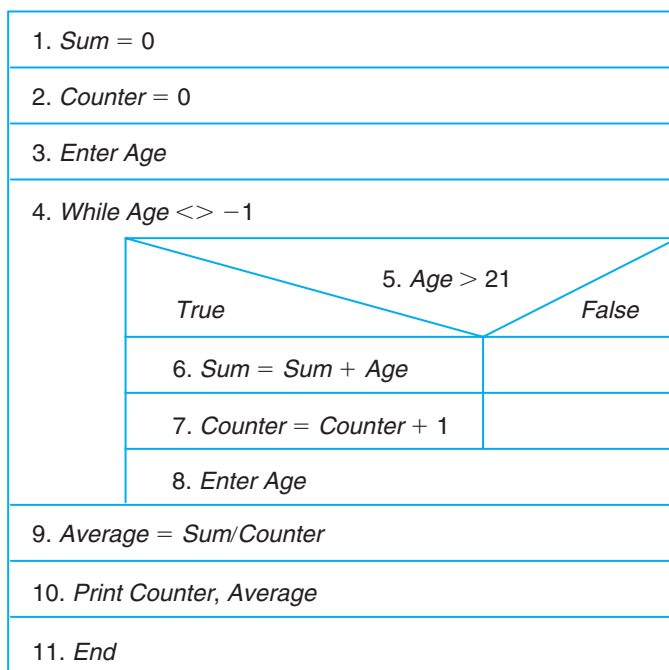 1. Sum = 0
2. Counter = 0
3. Enter Age
4. While Age <> −1
5. Age > 21
True False
6. Sum = Sum + Age
7. Counter = Counter + 1
8. Enter Age
9. Average = Sum/Counter
10. Print Counter, Average
11. End